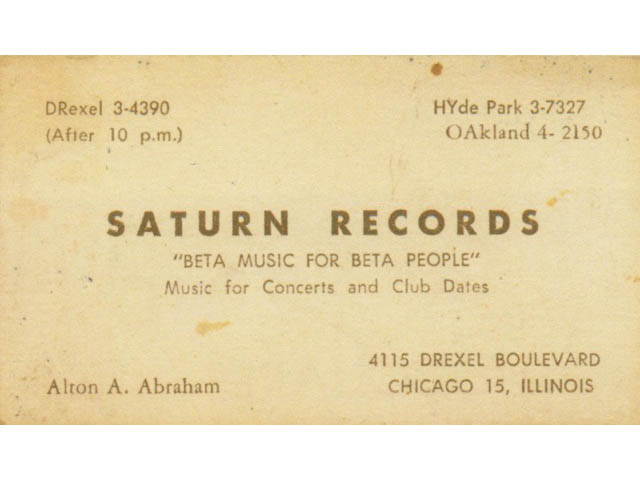 DRexel 3-4390
(After 10 p.m.)
HYde Park 3-7327
OAkland 4- 2150
SATURN RECORDS
"BETA MUSIC FOR BETA PEOPLE"
Music for Concerts and Club Dates
Alton A. Abraham
4115 DREXEL BOULEVARD
CHICAGO 15, ILLINOIS